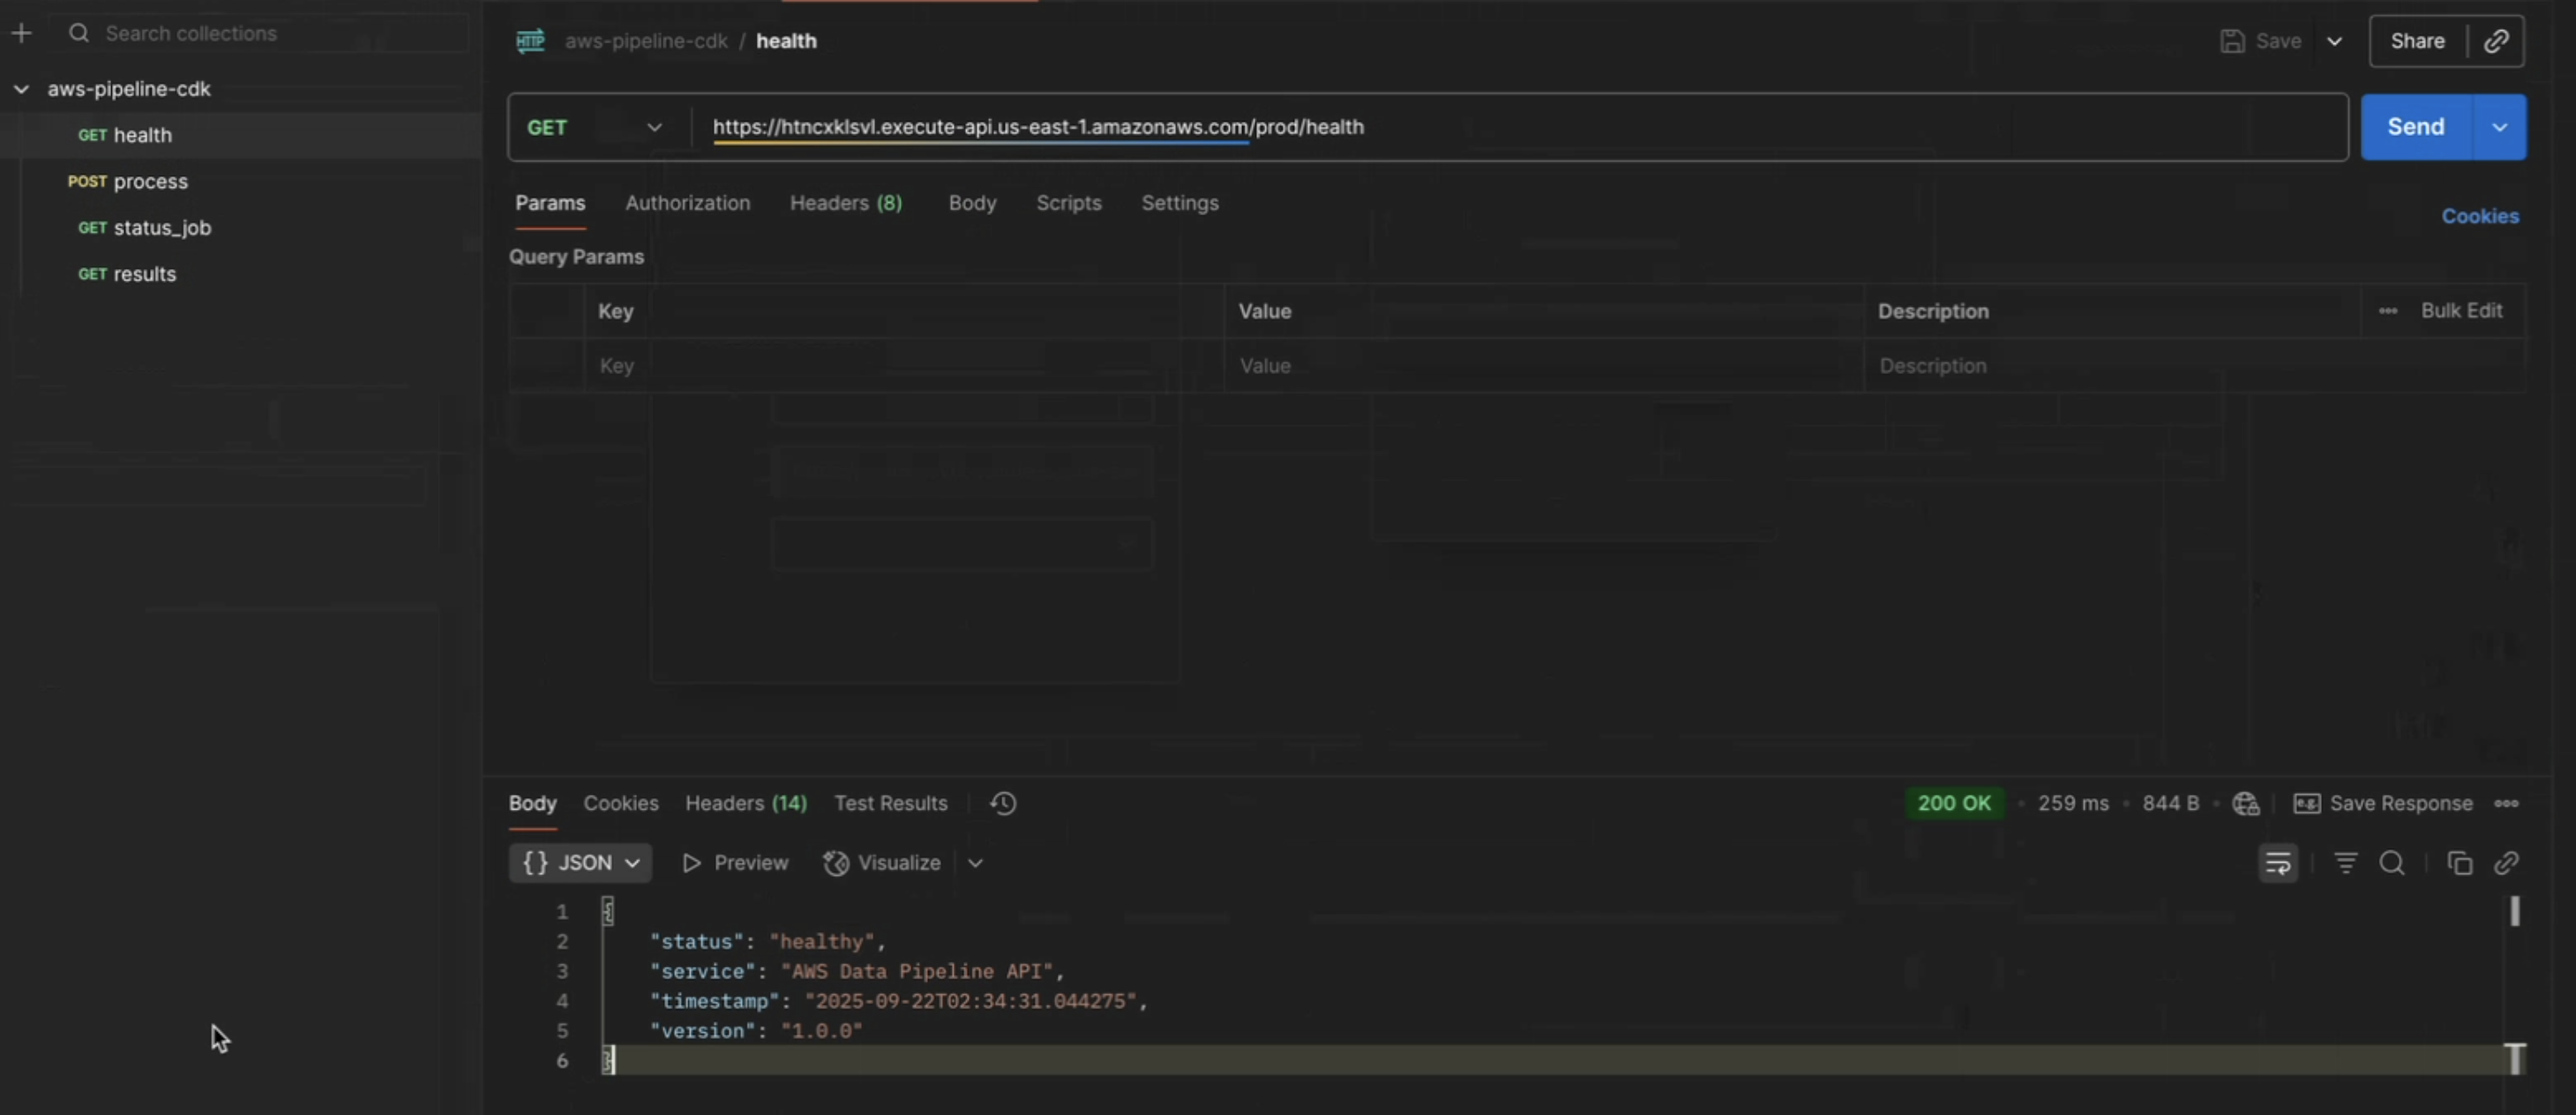 Search collections
aws-pipeline-cdk
GET health
POST process
GET status_job
GET results
HTTP aws-pipeline-cdk / health
Save
Share
GET https://htncxklsvl.execute-api.us-east-1.amazonaws.com/prod/health
Send
Params Authorization Headers (8) Body Scripts Settings
Cookies
Query Params
Key Value Description ••• Bulk Edit
Key Value Description
Body Cookies Headers (14) Test Results
200 OK • 259 ms • 844 B • e.g. Save Response
{} JSON Preview Visualize
1 {
2 "status": "healthy",
3 "service": "AWS Data Pipeline API",
4 "timestamp": "2025-09-22T02:34:31.044275",
5 "version": "1.0.0"
6 }